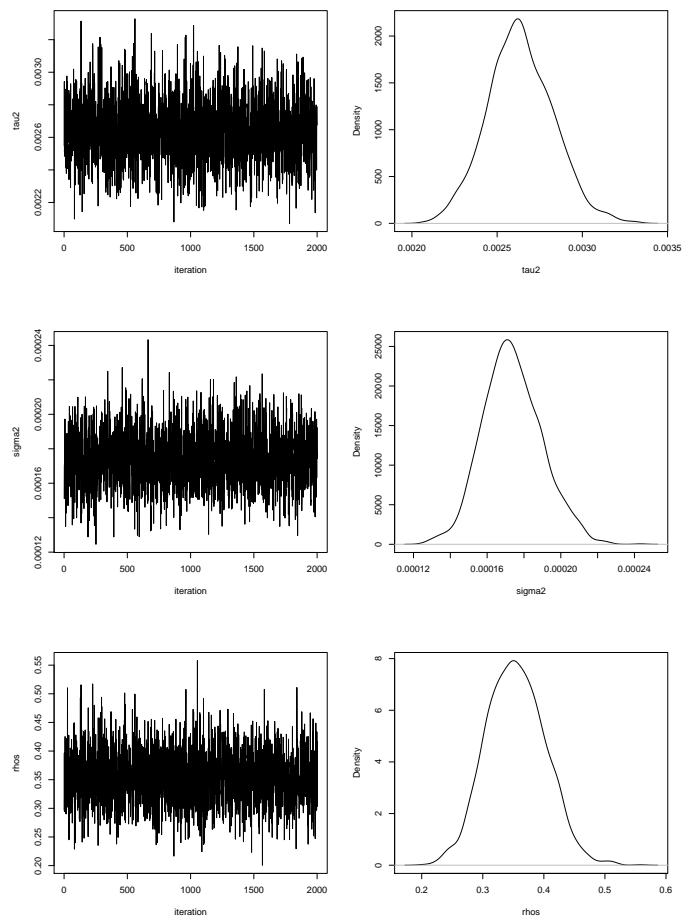 0.0022 0.0026 0.0030
tau2
0 500 1000 1500 2000
iteration
0 500 1000 1500 2000
Density
0.0020 0.0025 0.0030 0.0035
tau2
0.00012 0.00016 0.00020 0.00024
sigma2
0 500 1000 1500 2000
iteration
0 5000 10000 15000 20000 25000
Density
0.00012 0.00016 0.00020 0.00024
sigma2
0.20 0.25 0.30 0.35 0.40 0.45 0.50 0.55
rhos
0 500 1000 1500 2000
iteration
0 2 4 6 8
Density
0.2 0.3 0.4 0.5 0.6
rhos